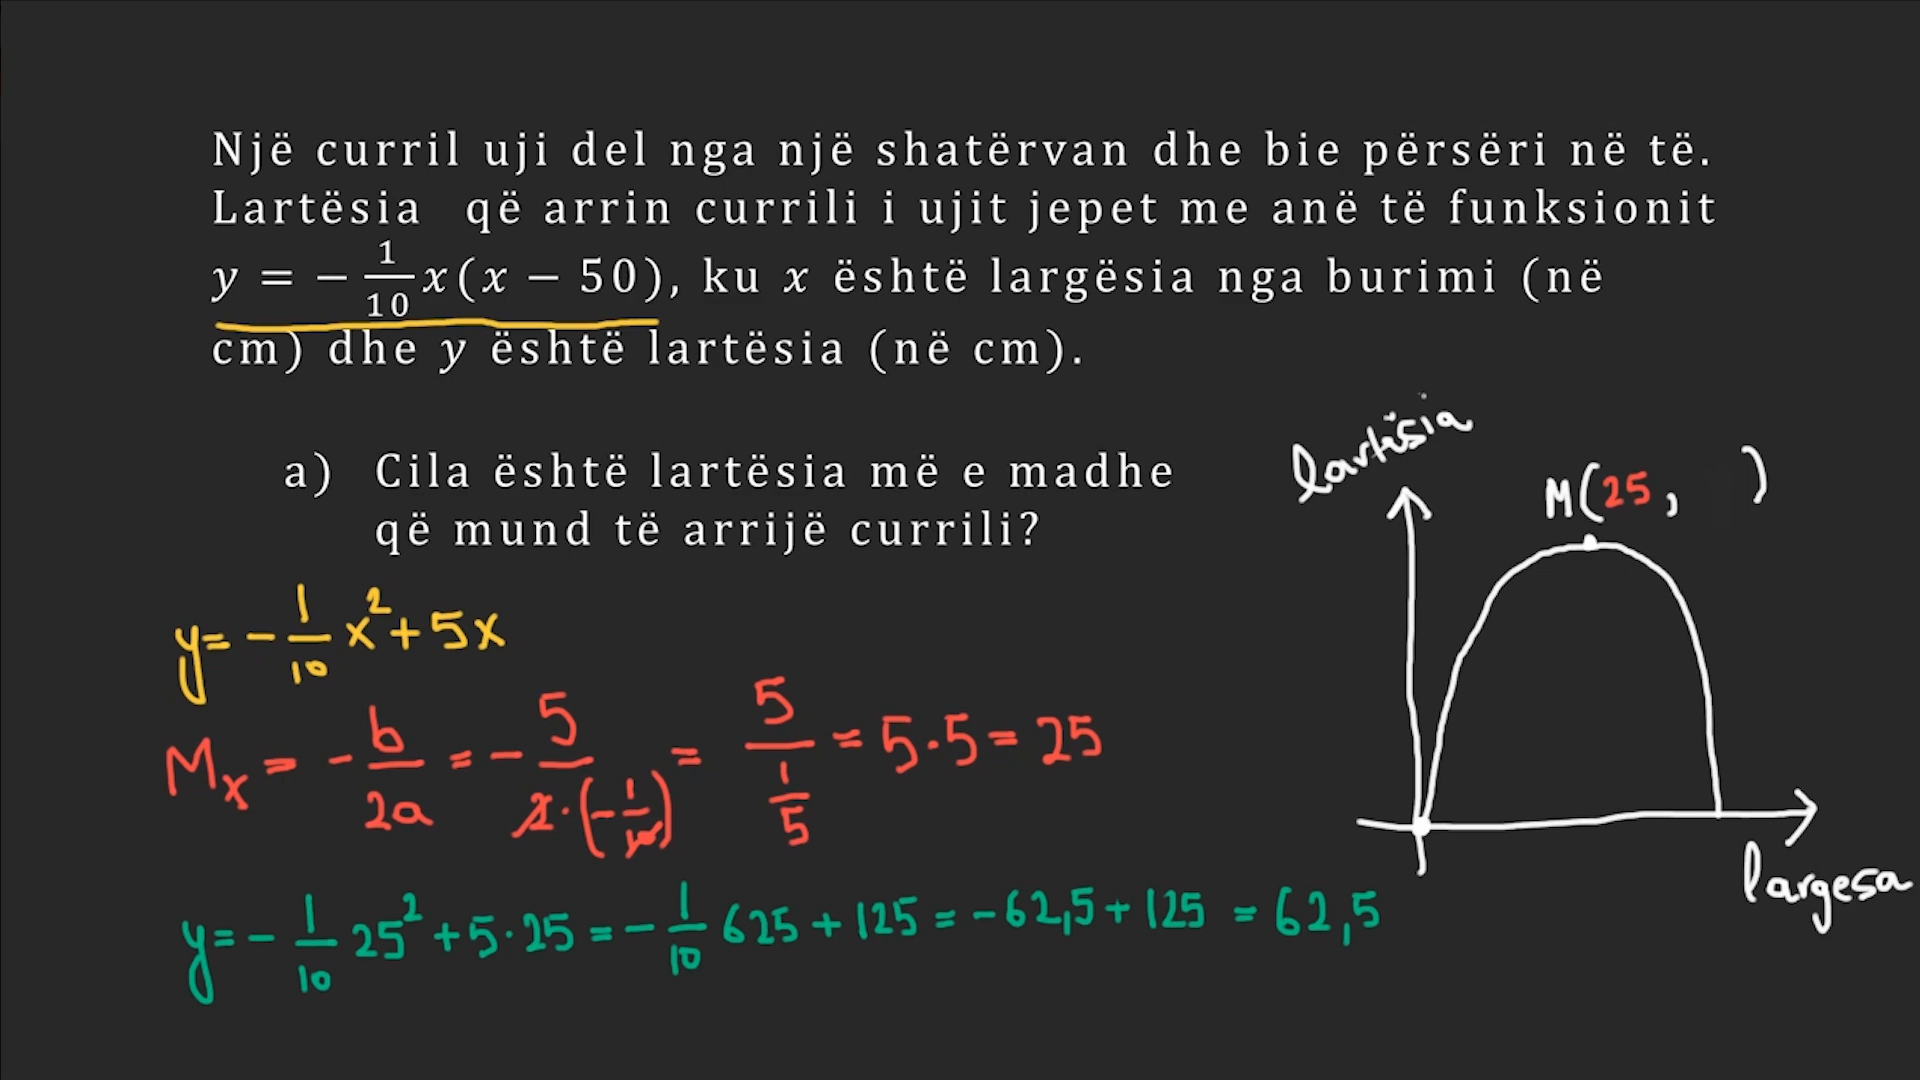 Një curril uji del nga një shatërvan dhe bie përsëri në të.
Lartësia që arrin currili i ujit jepet me anë të funksionit
y = − 1/10 x(x − 50), ku x është largësia nga burimi (në
cm) dhe y është lartësia (në cm).
a) Cila është lartësia më e madhe
që mund të arrijë currili?
lartësia
M(25, )
y= - 1/10 x² + 5x
Mx = - b/2a = - 5/2·(-1/10) = 5/(1/5) = 5·5 = 25
largesa
y= - 1/10 25² + 5·25 = - 1/10 625 + 125 = -62,5 + 125 = 62,5